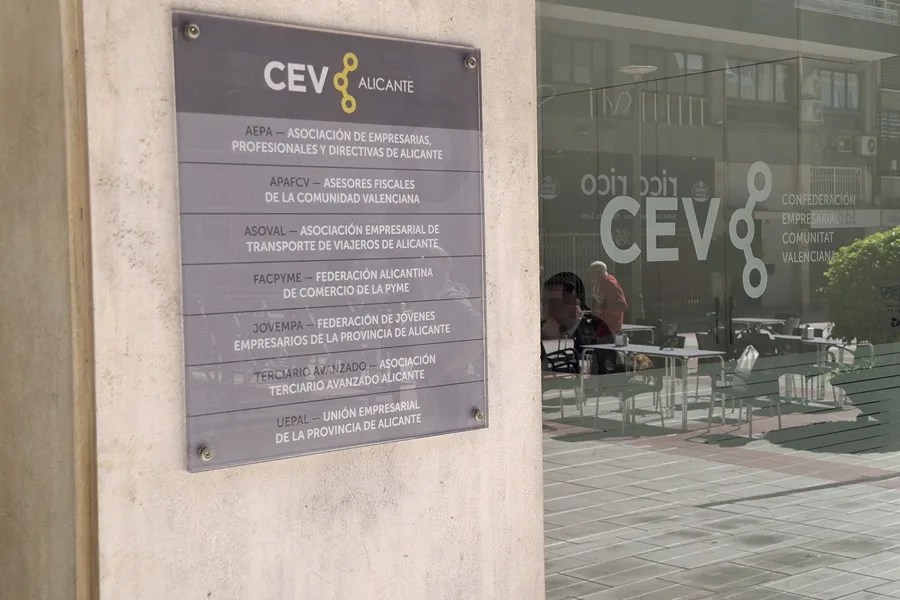 CEV ALICANTE
AEPA – ASOCIACIÓN DE EMPRESARIAS,
PROFESIONALES Y DIRECTIVAS DE ALICANTE
APAFCV – ASESORES FISCALES
DE LA COMUNIDAD VALENCIANA
ASOVAL – ASOCIACIÓN EMPRESARIAL DE
TRANSPORTE DE VIAJEROS DE ALICANTE
FACPYME – FEDERACIÓN ALICANTINA
DE COMERCIO DE LA PYME
JOVEMPA – FEDERACIÓN DE JÓVENES
EMPRESARIOS DE LA PROVINCIA DE ALICANTE
TERCIARIO AVANZADO – ASOCIACIÓN
TERCIARIO AVANZADO ALICANTE
UEPAL – UNIÓN EMPRESARIAL
DE LA PROVINCIA DE ALICANTE
rico rico
CEV
CONFEDERACIÓN
EMPRESARIAL
COMUNITAT
VALENCIANA